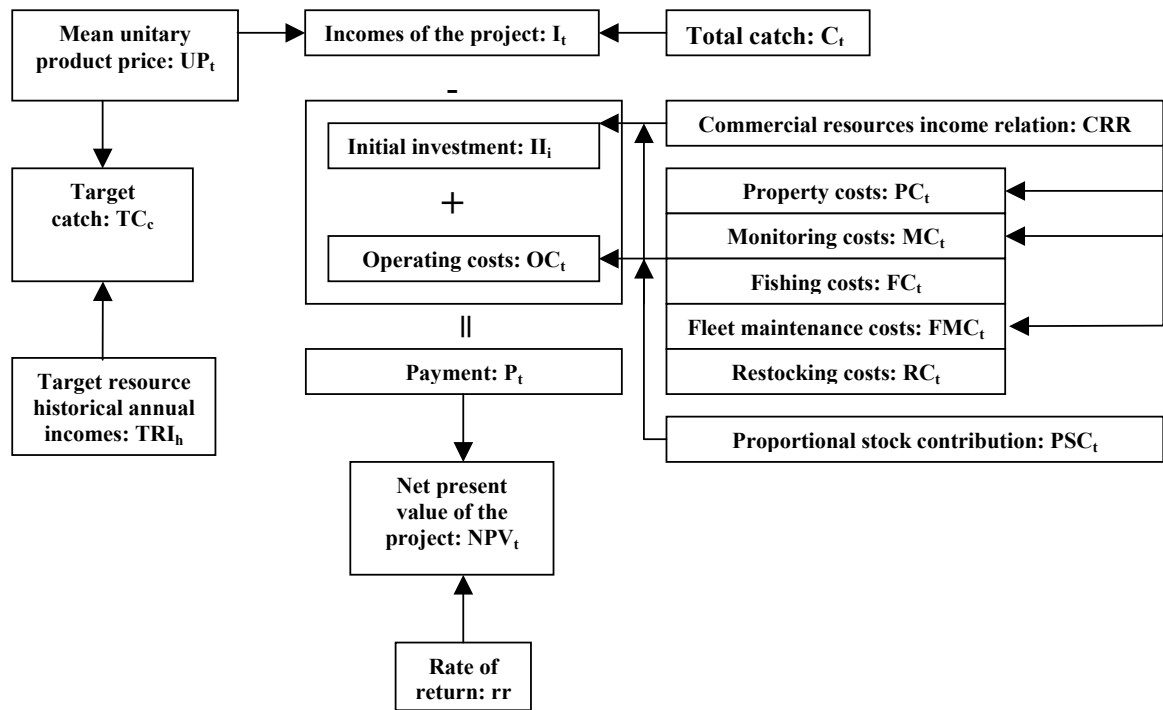 Mean unitary
product price: UPt
Incomes of the project: It
Total catch: Ct
-
Commercial resources income relation: CRR
Initial investment: IIi
Target
catch: TCc
Property costs: PCt
+
Monitoring costs: MCt
Operating costs: OCt
Fishing costs: FCt
=
Fleet maintenance costs: FMCt
Payment: Pt
Restocking costs: RCt
Target resource
historical annual
incomes: TRIh
Proportional stock contribution: PSCt
Net present
value of the
project: NPVt
Rate of
return: rr